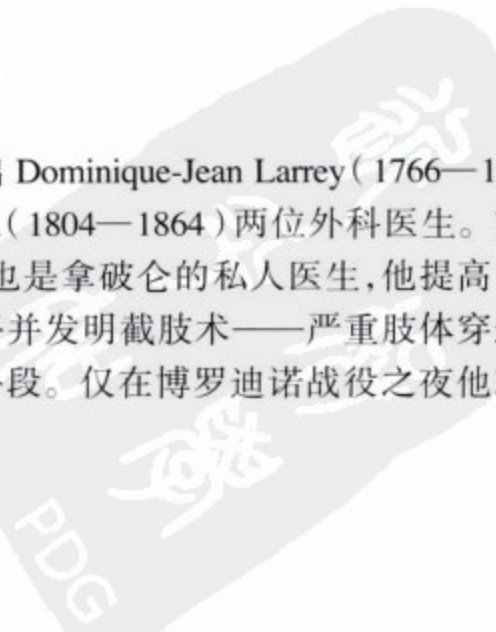 Dominique-Jean Larrey（1766—1
（1804—1864）两位外科医生。
也是拿破仑的私人医生，他提高
并发明截肢术——严重肢体穿
段。仅在博罗迪诺战役之夜他
PDG